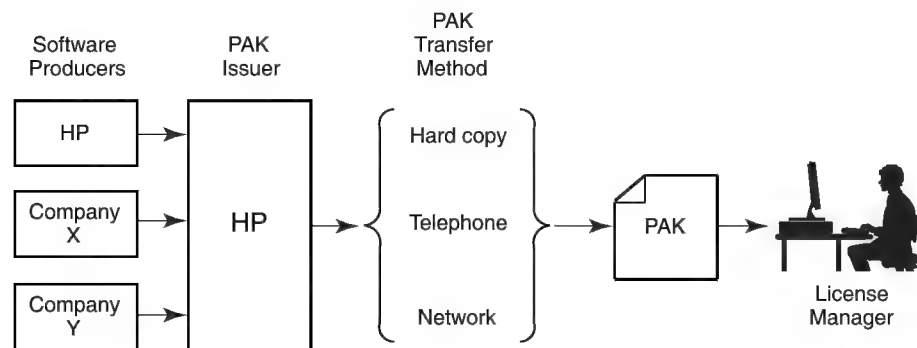 Software
Producers
PAK
Issuer
PAK
Transfer
Method
HP
Company
X
Company
Y
HP
Hard copy
Telephone
Network
PAK
License
Manager